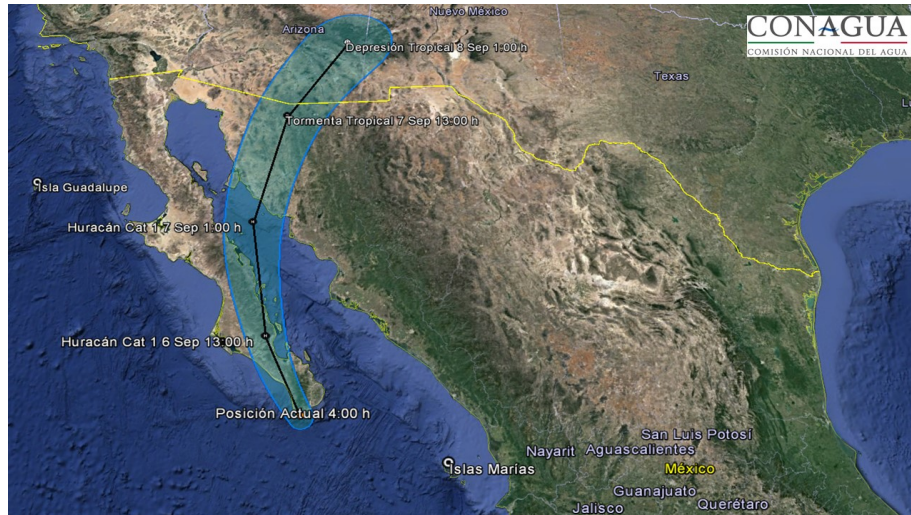 Nuevo México
CONAGUA
COMISIÓN NACIONAL DEL AGUA
Arizona
Depresión Tropical 8 Sep 1:00 h
Texas
Tormenta Tropical 7 Sep 13:00 h
Isla Guadalupe
Huracán Cat 1 7 Sep 1:00 h
Huracán Cat 1 6 Sep 13:00 h
Posición Actual 4:00 h
San Luis Potosí
Nayarit
Aguascalientes
Islas Marías
México
Guanajuato
Jalisco
Querétaro